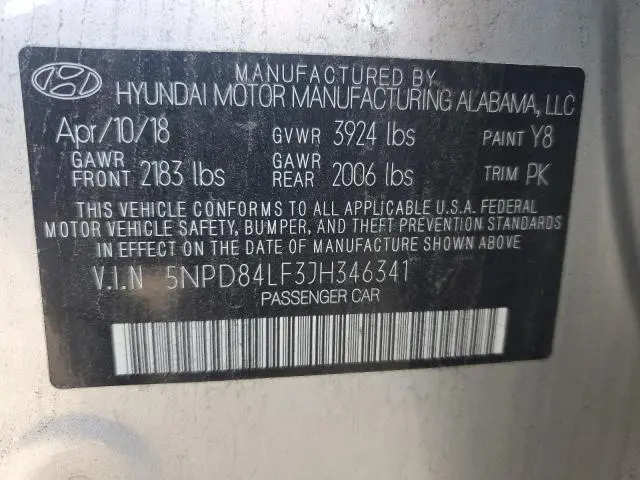 MANUFACTURED BY
HYUNDAI MOTOR MANUFACTURING ALABAMA, LLC
Apr/10/18 GVWR 3924 lbs PAINT Y8
GAWR FRONT 2183 lbs GAWR REAR 2006 lbs TRIM PK
THIS VEHICLE CONFORMS TO ALL APPLICABLE U.S.A. FEDERAL
MOTOR VEHICLE SAFETY, BUMPER, AND THEFT PREVENTION STANDARDS
IN EFFECT ON THE DATE OF MANUFACTURE SHOWN ABOVE.
V.I.N 5NPD84LF3JH346341
PASSENGER CAR